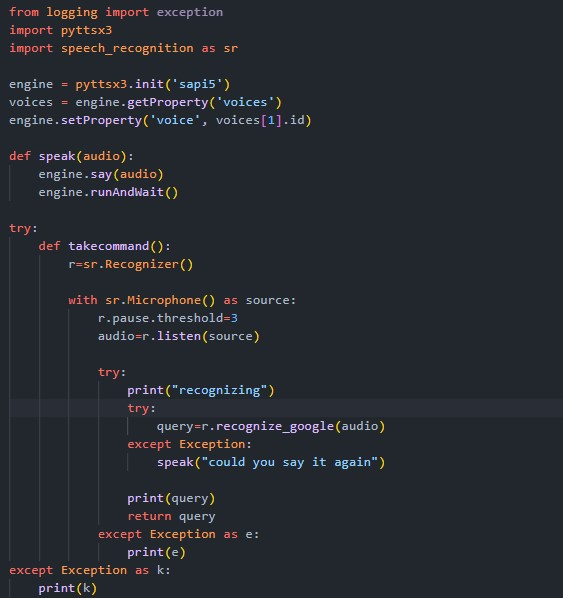 from logging import exception
import pyttsx3
import speech_recognition as sr

engine = pyttsx3.init('sapi5')
voices = engine.getProperty('voices')
engine.setProperty('voice', voices[1].id)

def speak(audio):
    engine.say(audio)
    engine.runAndWait()

try:
    def takecommand():
        r=sr.Recognizer()

        with sr.Microphone() as source:
            r.pause.threshold=3
            audio=r.listen(source)

            try:
                print("recognizing")
                try:
                    query=r.recognize_google(audio)
                except Exception:
                    speak("could you say it again")

                print(query)
                return query
            except Exception as e:
                print(e)
except Exception as k:
    print(k)